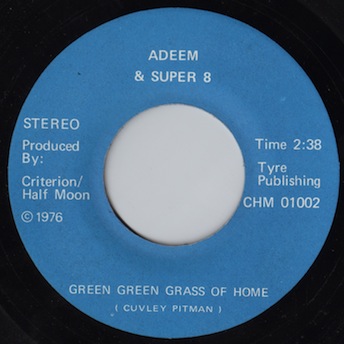 ADEEM
& SUPER 8
STEREO
Produced
By:
Criterion/
Half Moon
© 1976
Time 2:38
Tyre
Publishing
CHM 01002
GREEN GREEN GRASS OF HOME
( CUVLEY PITMAN )